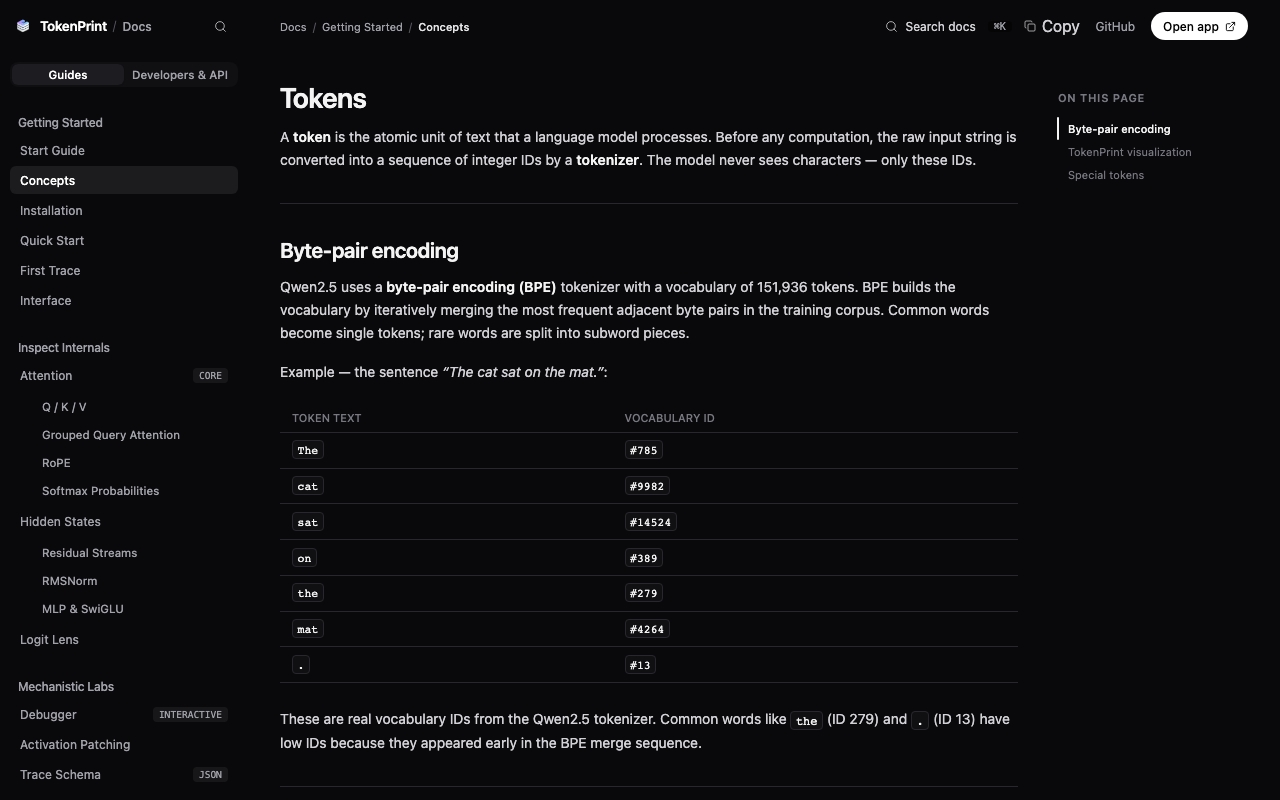 TokenPrint / Docs
Docs / Getting Started / Concepts
Search docs ⌘K Copy GitHub Open app
Guides Developers & API
Getting Started
Start Guide
Concepts
Installation
Quick Start
First Trace
Interface
Inspect Internals
Attention CORE
Q / K / V
Grouped Query Attention
RoPE
Softmax Probabilities
Hidden States
Residual Streams
RMSNorm
MLP & SwiGLU
Logit Lens
Mechanistic Labs
Debugger INTERACTIVE
Activation Patching
Trace Schema JSON
Tokens
A token is the atomic unit of text that a language model processes. Before any computation, the raw input string is
converted into a sequence of integer IDs by a tokenizer. The model never sees characters — only these IDs.
Byte-pair encoding
Qwen2.5 uses a byte-pair encoding (BPE) tokenizer with a vocabulary of 151,936 tokens. BPE builds the
vocabulary by iteratively merging the most frequent adjacent byte pairs in the training corpus. Common words
become single tokens; rare words are split into subword pieces.
Example — the sentence “The cat sat on the mat.”:
TOKEN TEXT VOCABULARY ID
The #785
cat #9982
sat #14524
on #389
the #279
mat #4264
. #13
These are real vocabulary IDs from the Qwen2.5 tokenizer. Common words like the (ID 279) and . (ID 13) have
low IDs because they appeared early in the BPE merge sequence.
ON THIS PAGE
Byte-pair encoding
TokenPrint visualization
Special tokens